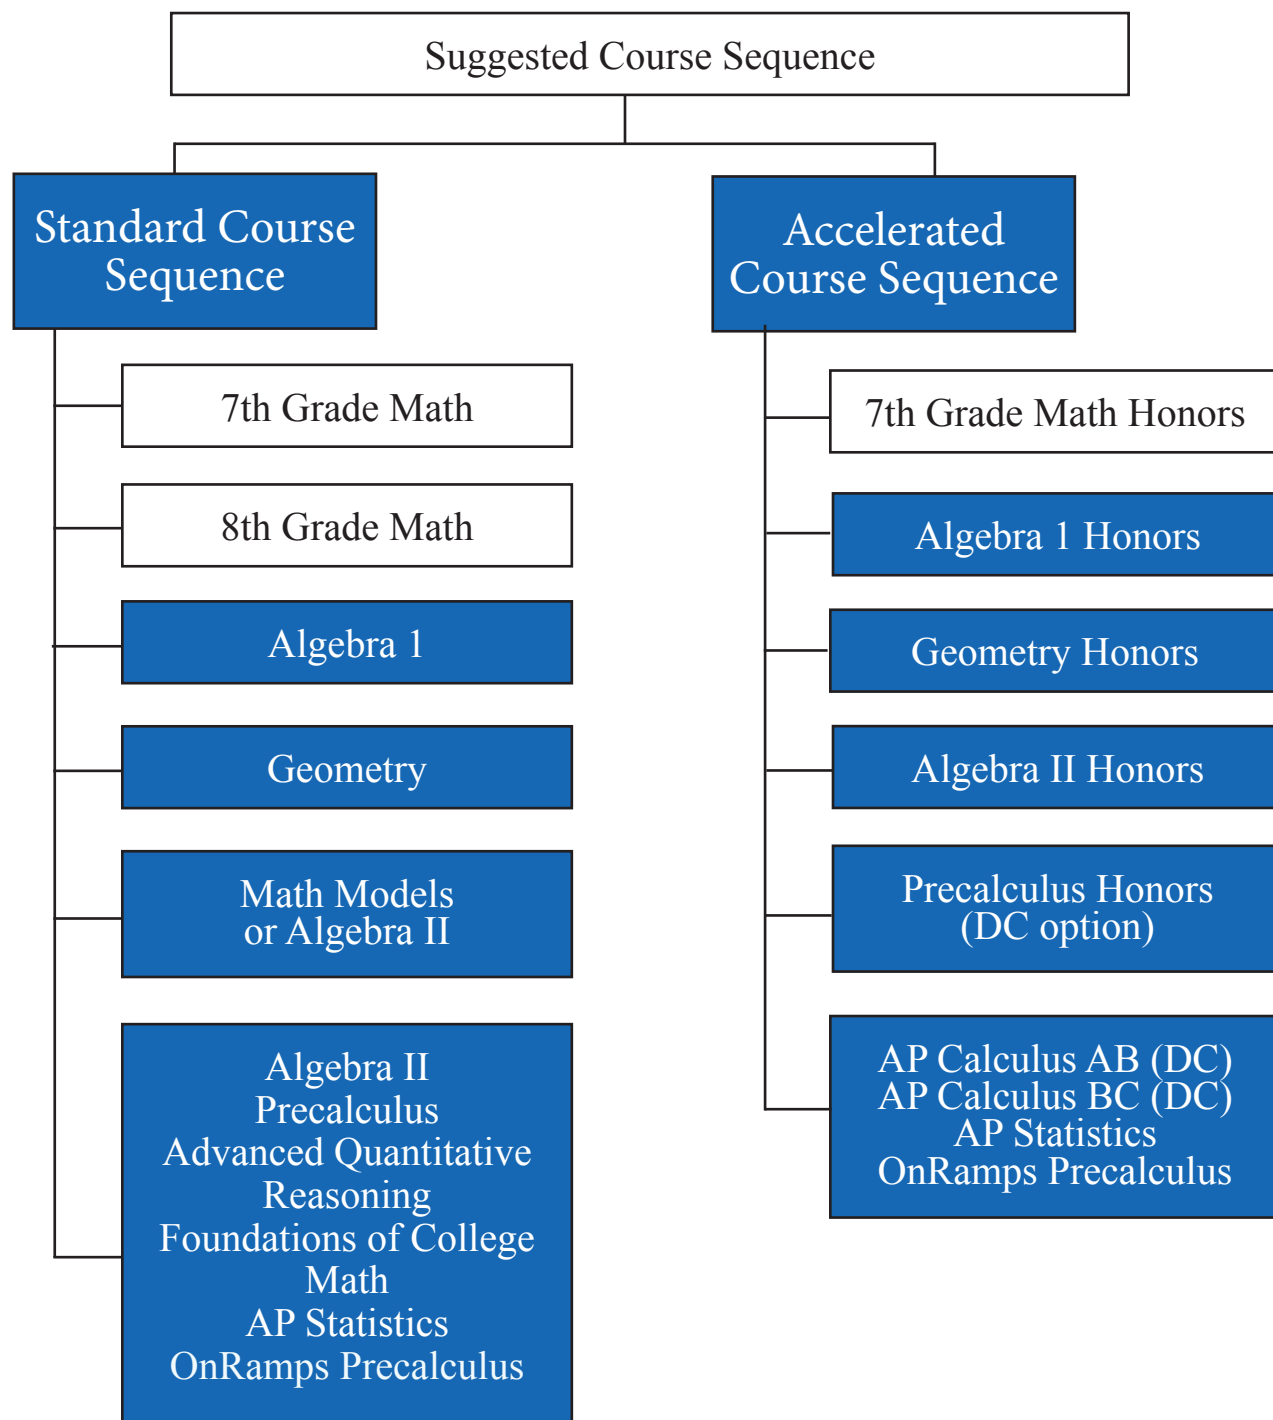 Suggested Course Sequence
Standard Course
Sequence
7th Grade Math
8th Grade Math
Algebra 1
Geometry
Math Models
or Algebra II
Algebra II
Precalculus
Advanced Quantitative
Reasoning
Foundations of College
Math
AP Statistics
OnRamps Precalculus
Accelerated
Course Sequence
7th Grade Math Honors
Algebra 1 Honors
Geometry Honors
Algebra II Honors
Precalculus Honors
(DC option)
AP Calculus AB (DC)
AP Calculus BC (DC)
AP Statistics
OnRamps Precalculus